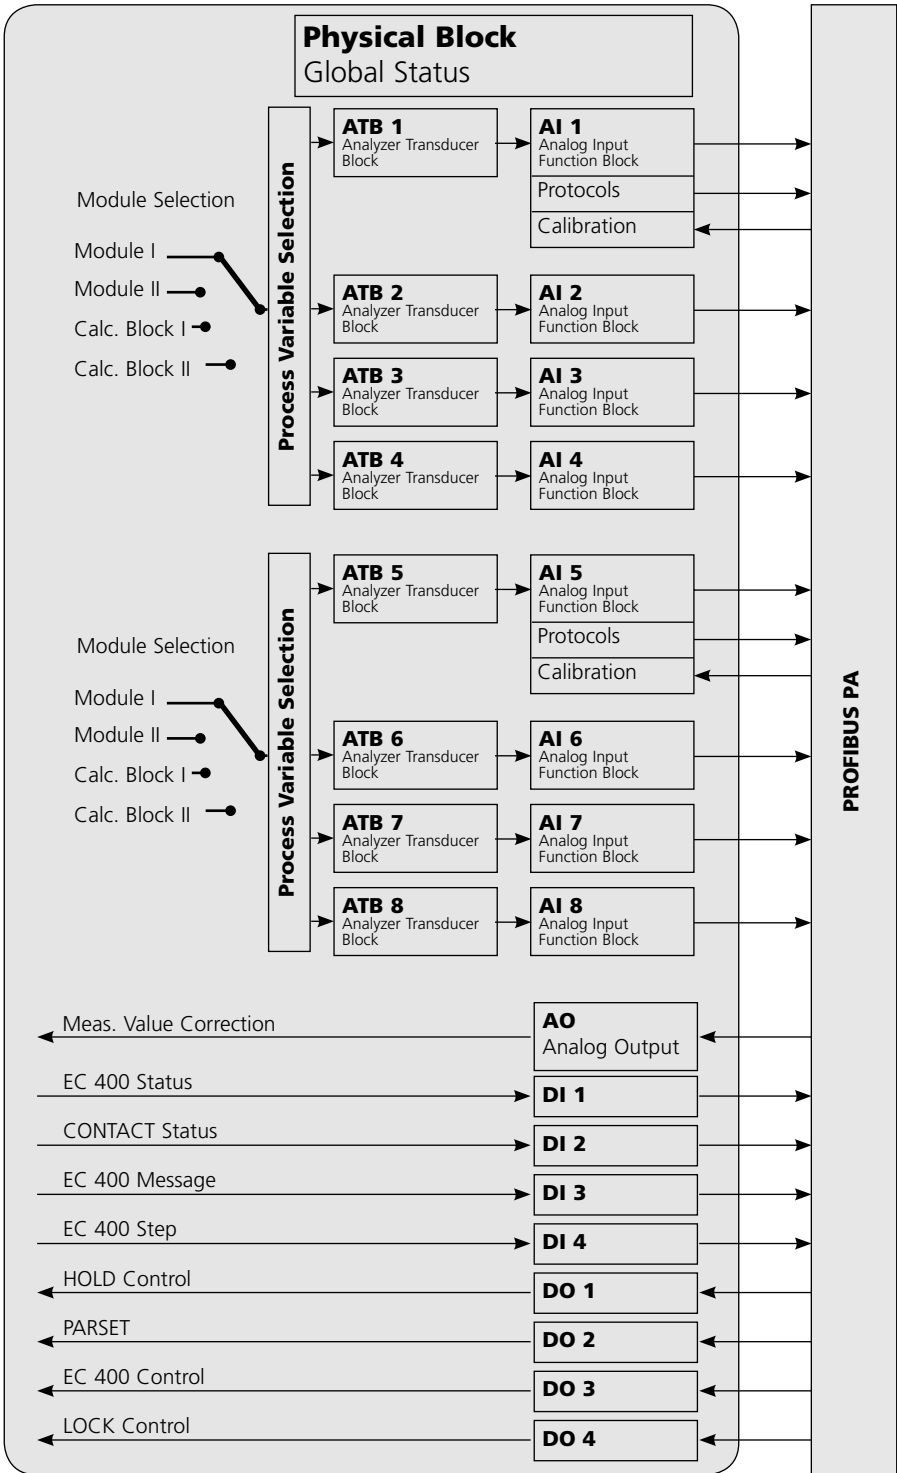 Physical Block
Global Status
Module Selection
Module I
Module II
Calc. Block I
Calc. Block II
Process Variable Selection
ATB 1
Analyzer Transducer
Block
AI 1
Analog Input
Function Block
Protocols
Calibration
ATB 2
Analyzer Transducer
Block
AI 2
Analog Input
Function Block
ATB 3
Analyzer Transducer
Block
AI 3
Analog Input
Function Block
ATB 4
Analyzer Transducer
Block
AI 4
Analog Input
Function Block
Module Selection
Module I
Module II
Calc. Block I
Calc. Block II
Process Variable Selection
ATB 5
Analyzer Transducer
Block
AI 5
Analog Input
Function Block
Protocols
Calibration
ATB 6
Analyzer Transducer
Block
AI 6
Analog Input
Function Block
ATB 7
Analyzer Transducer
Block
AI 7
Analog Input
Function Block
ATB 8
Analyzer Transducer
Block
AI 8
Analog Input
Function Block
PROFIBUS PA
Meas. Value Correction
AO
Analog Output
EC 400 Status
DI 1
CONTACT Status
DI 2
EC 400 Message
DI 3
EC 400 Step
DI 4
HOLD Control
DO 1
PARSET
DO 2
EC 400 Control
DO 3
LOCK Control
DO 4